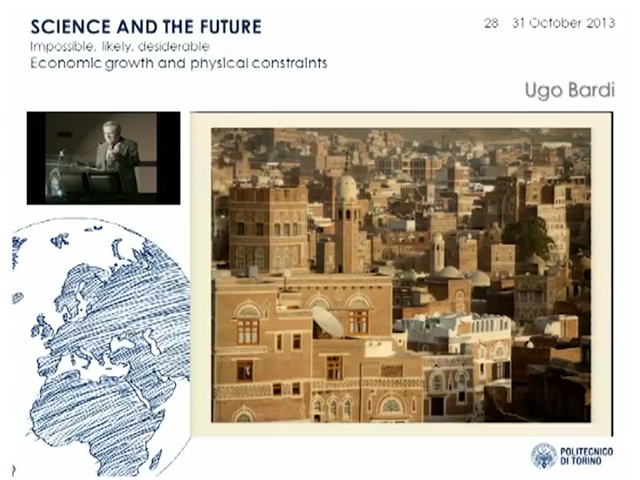 SCIENCE AND THE FUTURE
28 - 31 October 2013
Impossible, likely, desiderable
Economic growth and physical constraints
Ugo Bardi
POLITECNICO
DI TORINO